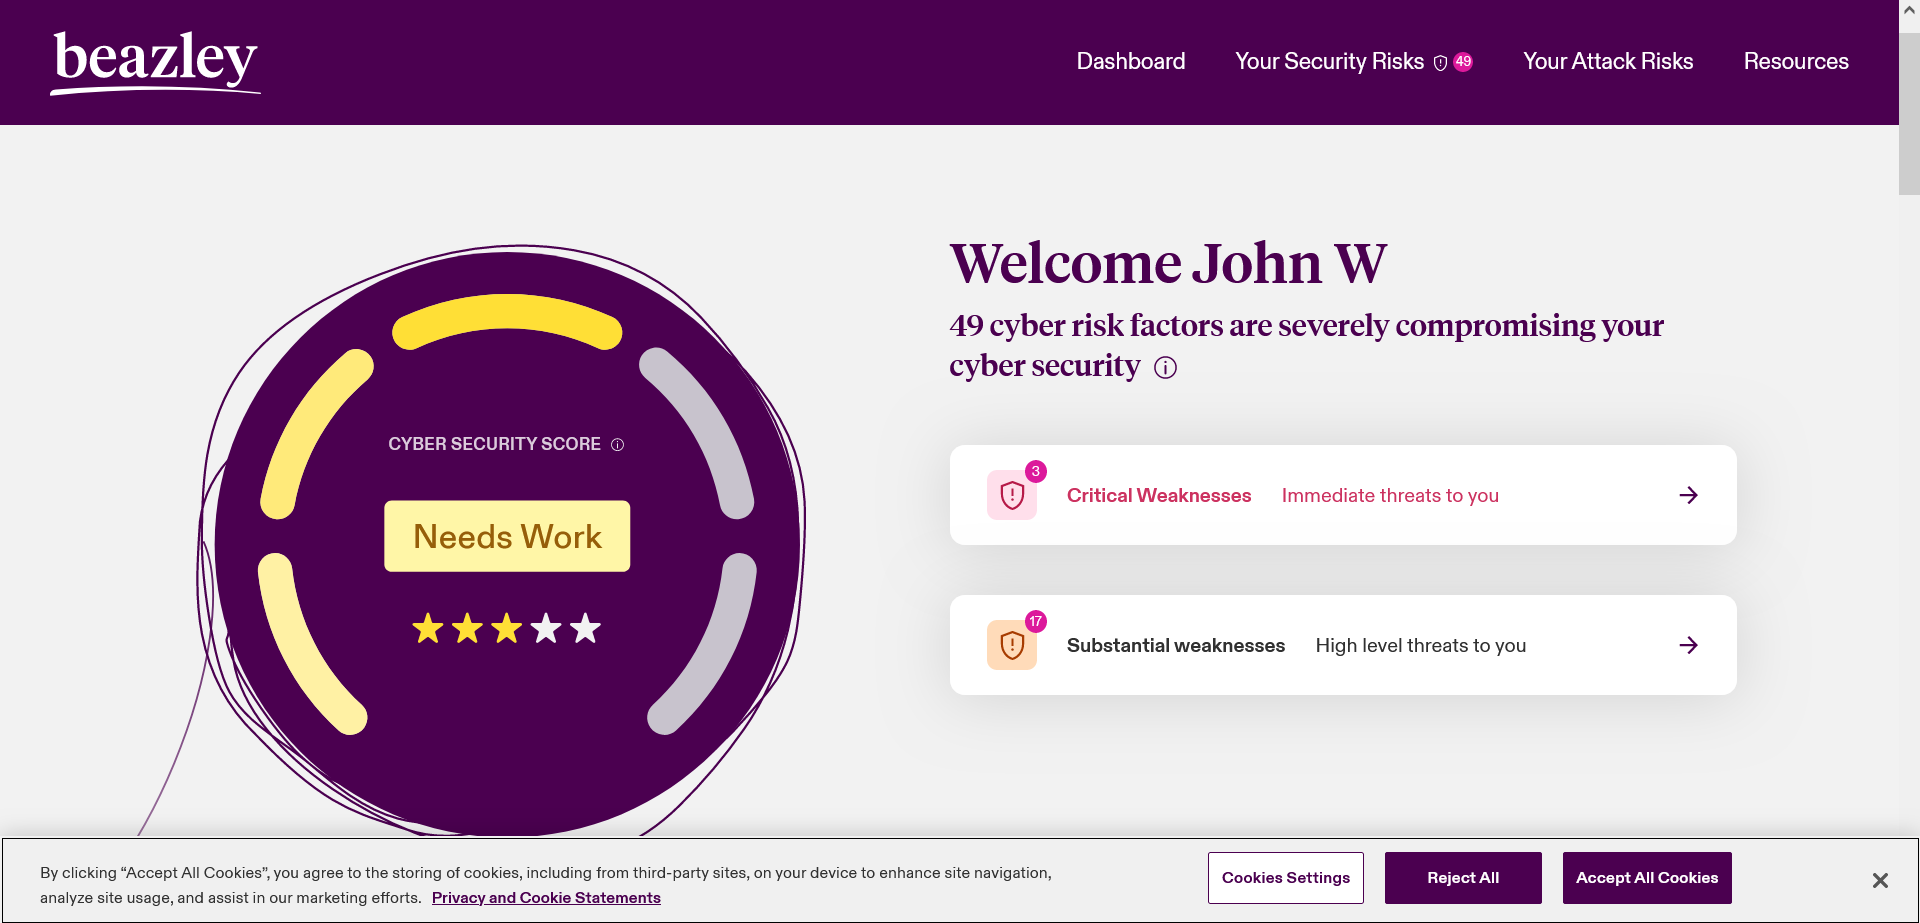 beazley
Dashboard
Your Security Risks 49
Your Attack Risks
Resources
CYBER SECURITY SCORE
Needs Work
Welcome John W
49 cyber risk factors are severely compromising your
cyber security
3
Critical Weaknesses Immediate threats to you
17
Substantial weaknesses High level threats to you
By clicking “Accept All Cookies”, you agree to the storing of cookies, including from third-party sites, on your device to enhance site navigation,
analyze site usage, and assist in our marketing efforts. Privacy and Cookie Statements
Cookies Settings
Reject All
Accept All Cookies